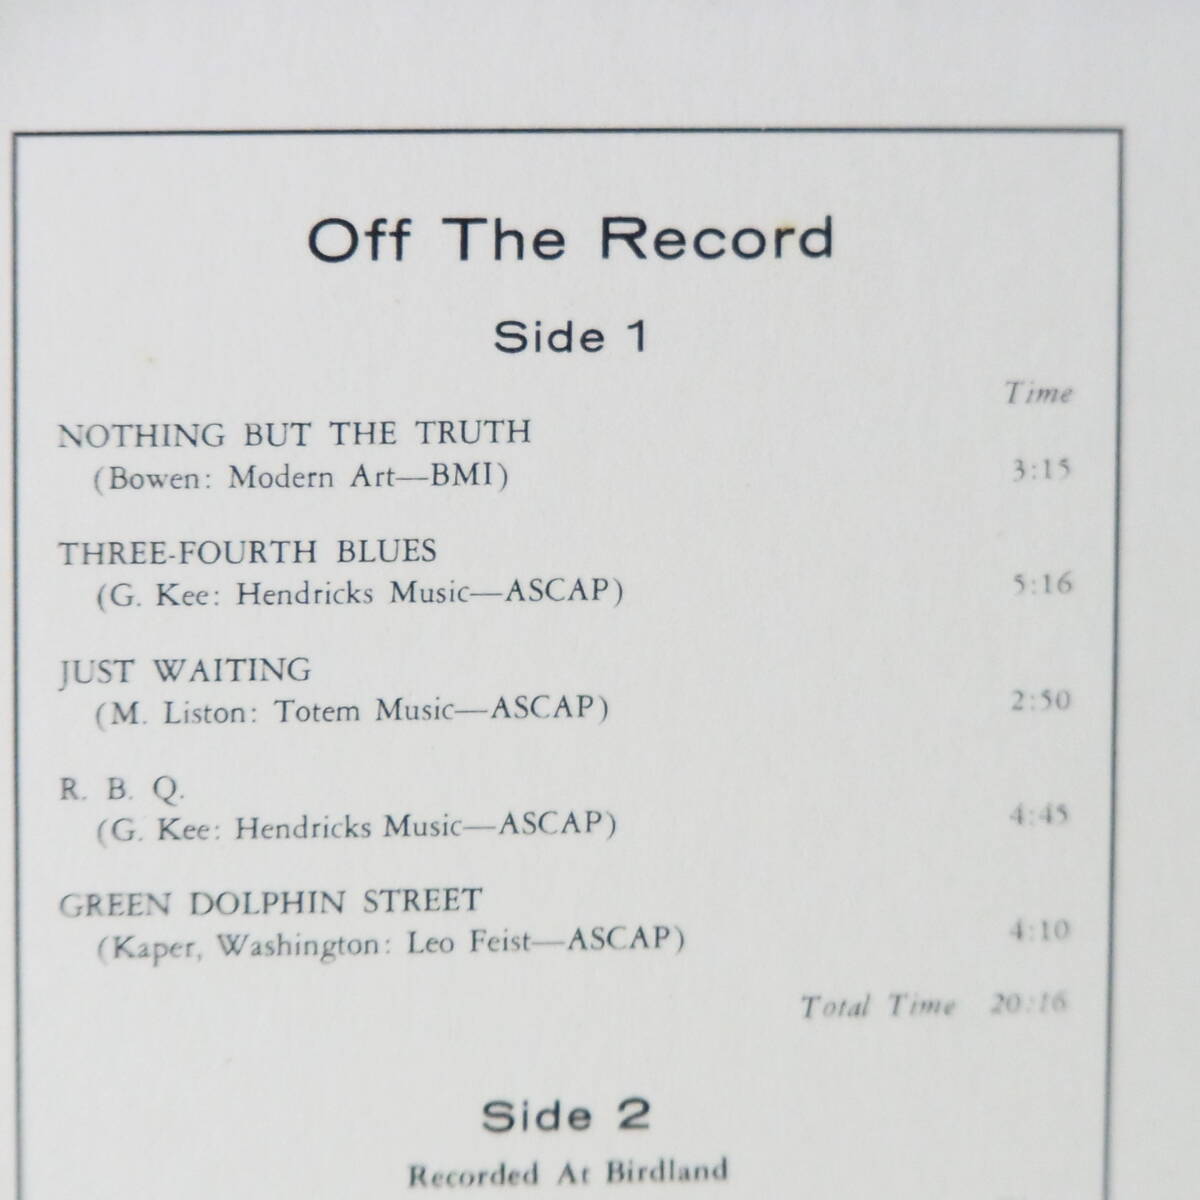 Off The Record
Side 1
Time
NOTHING BUT THE TRUTH
(Bowen: Modern Art—BMI) 3:15
THREE-FOURTH BLUES
(G. Kee: Hendricks Music—ASCAP) 5:16
JUST WAITING
(M. Liston: Totem Music—ASCAP) 2:50
R. B. Q.
(G. Kee: Hendricks Music—ASCAP) 4:45
GREEN DOLPHIN STREET
(Kaper, Washington: Leo Feist—ASCAP) 4:10
Total Time 20:16
Side 2
Recorded At Birdland